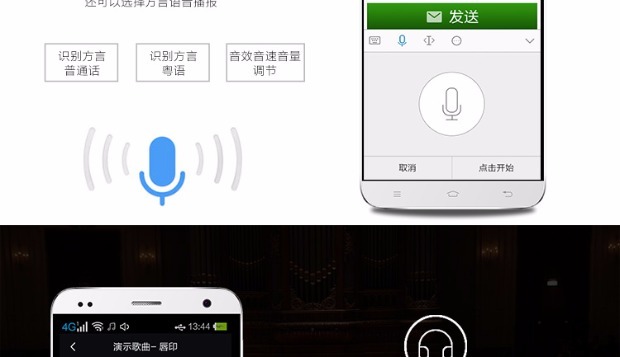 还可以选择方言语音播报
识别方言
普通话
识别方言
粤语
音效音速音量
调节
发送
取消
点击开始
4G
13:44
演示歌曲- 唇印